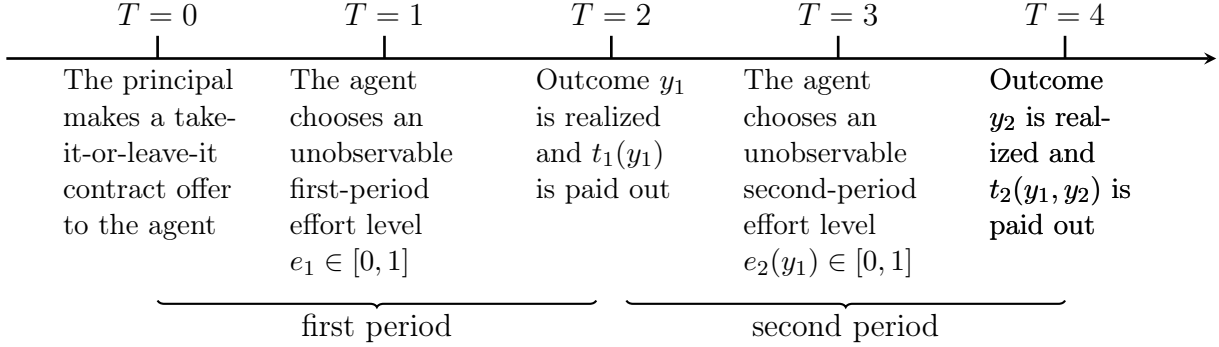 T = 0
T = 1
T = 2
T = 3
T = 4
The principal
makes a take-
it-or-leave-it
contract offer
to the agent
The agent
chooses an
unobservable
first-period
effort level
e₁ ∈ [0, 1]
Outcome y₁
is realized
and t₁(y₁)
is paid out
The agent
chooses an
unobservable
second-period
effort level
e₂(y₁) ∈ [0, 1]
Outcome
y₂ is real-
ized and
t₂(y₁, y₂) is
paid out
first period
second period